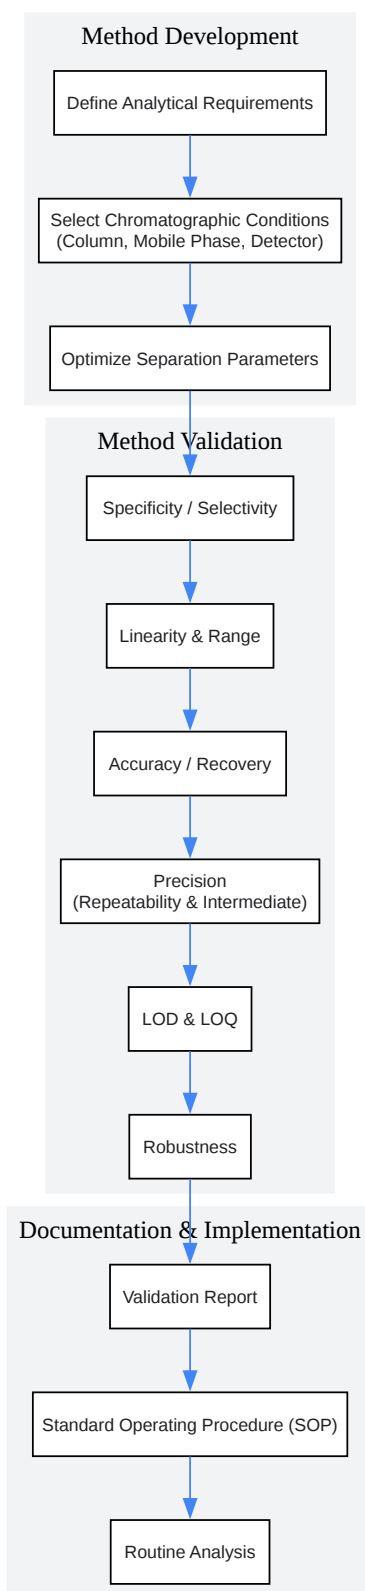 Method Development
Define Analytical Requirements
Select Chromatographic Conditions
(Column, Mobile Phase, Detector)
Optimize Separation Parameters
Method Validation
Specificity / Selectivity
Linearity & Range
Accuracy / Recovery
Precision
(Repeatability & Intermediate)
LOD & LOQ
Robustness
Documentation & Implementation
Validation Report
Standard Operating Procedure (SOP)
Routine Analysis